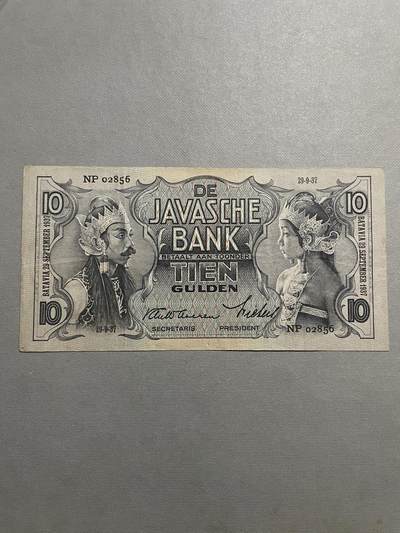 NP 02856
29-9-37
DE
JAVASCHE
BANK
BETAALT AAN TOONDER
TIEN
GULDEN
10
10
BATAVIA 29 SEPTEMBER 1937
BATAVIA 29 SEPTEMBER 1937
10
10
29-9-37
SECRETARIS
PRESIDENT
NP 02856